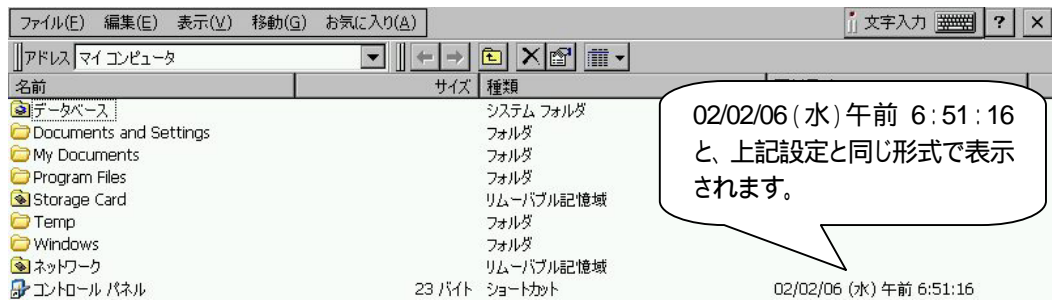 ファイル(F) 編集(E) 表示(V) 移動(G) お気に入り(A) 文字入力 ? ×
アドレス マイ コンピュータ
名前 サイズ 種類
データベース システム フォルダ
Documents and Settings フォルダ
My Documents フォルダ
Program Files フォルダ
Storage Card リムーバブル記憶域
Temp フォルダ
Windows フォルダ
ネットワーク リムーバブル記憶域
コントロール パネル 23 バイト ショートカット 02/02/06 (水) 午前 6:51:16
02/02/06(水)午前 6:51:16
と、上記設定と同じ形式で表示
されます。